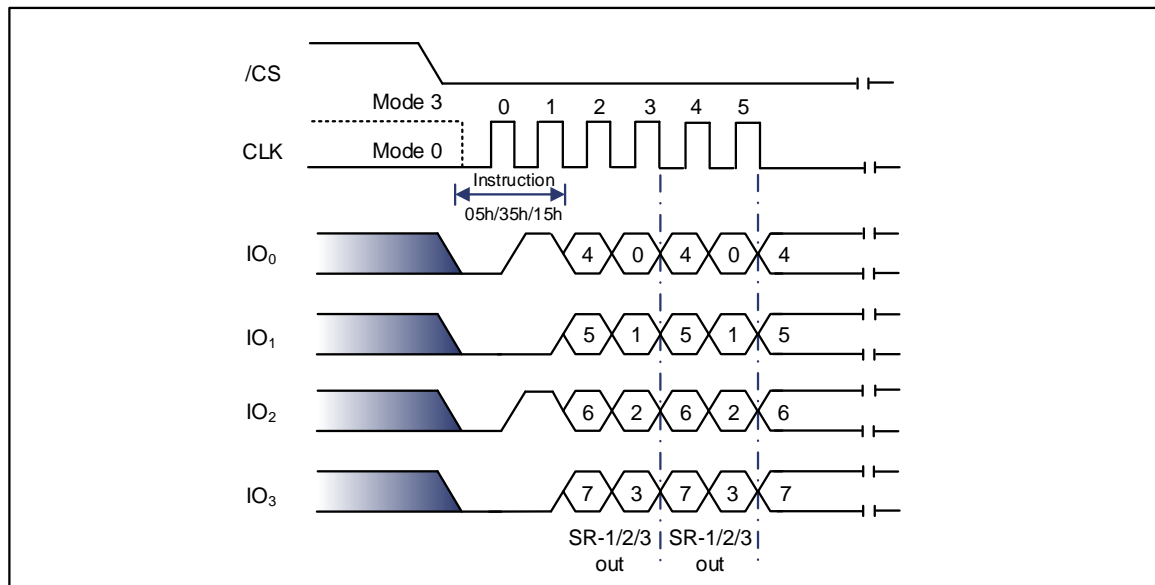 /CS
Mode 3
0 1 2 3 4 5
CLK
Mode 0
Instruction
05h/35h/15h
IO₀
4 0 4 0 4
IO₁
5 1 5 1 5
IO₂
6 2 6 2 6
IO₃
7 3 7 3 7
SR-1/2/3 SR-1/2/3
out out